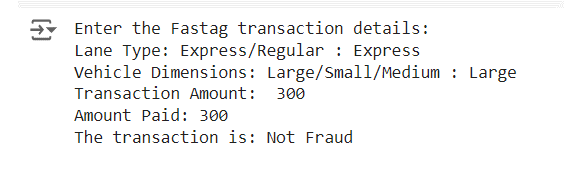 Enter the Fastag transaction details:
Lane Type: Express/Regular : Express
Vehicle Dimensions: Large/Small/Medium : Large
Transaction Amount:  300
Amount Paid: 300
The transaction is: Not Fraud